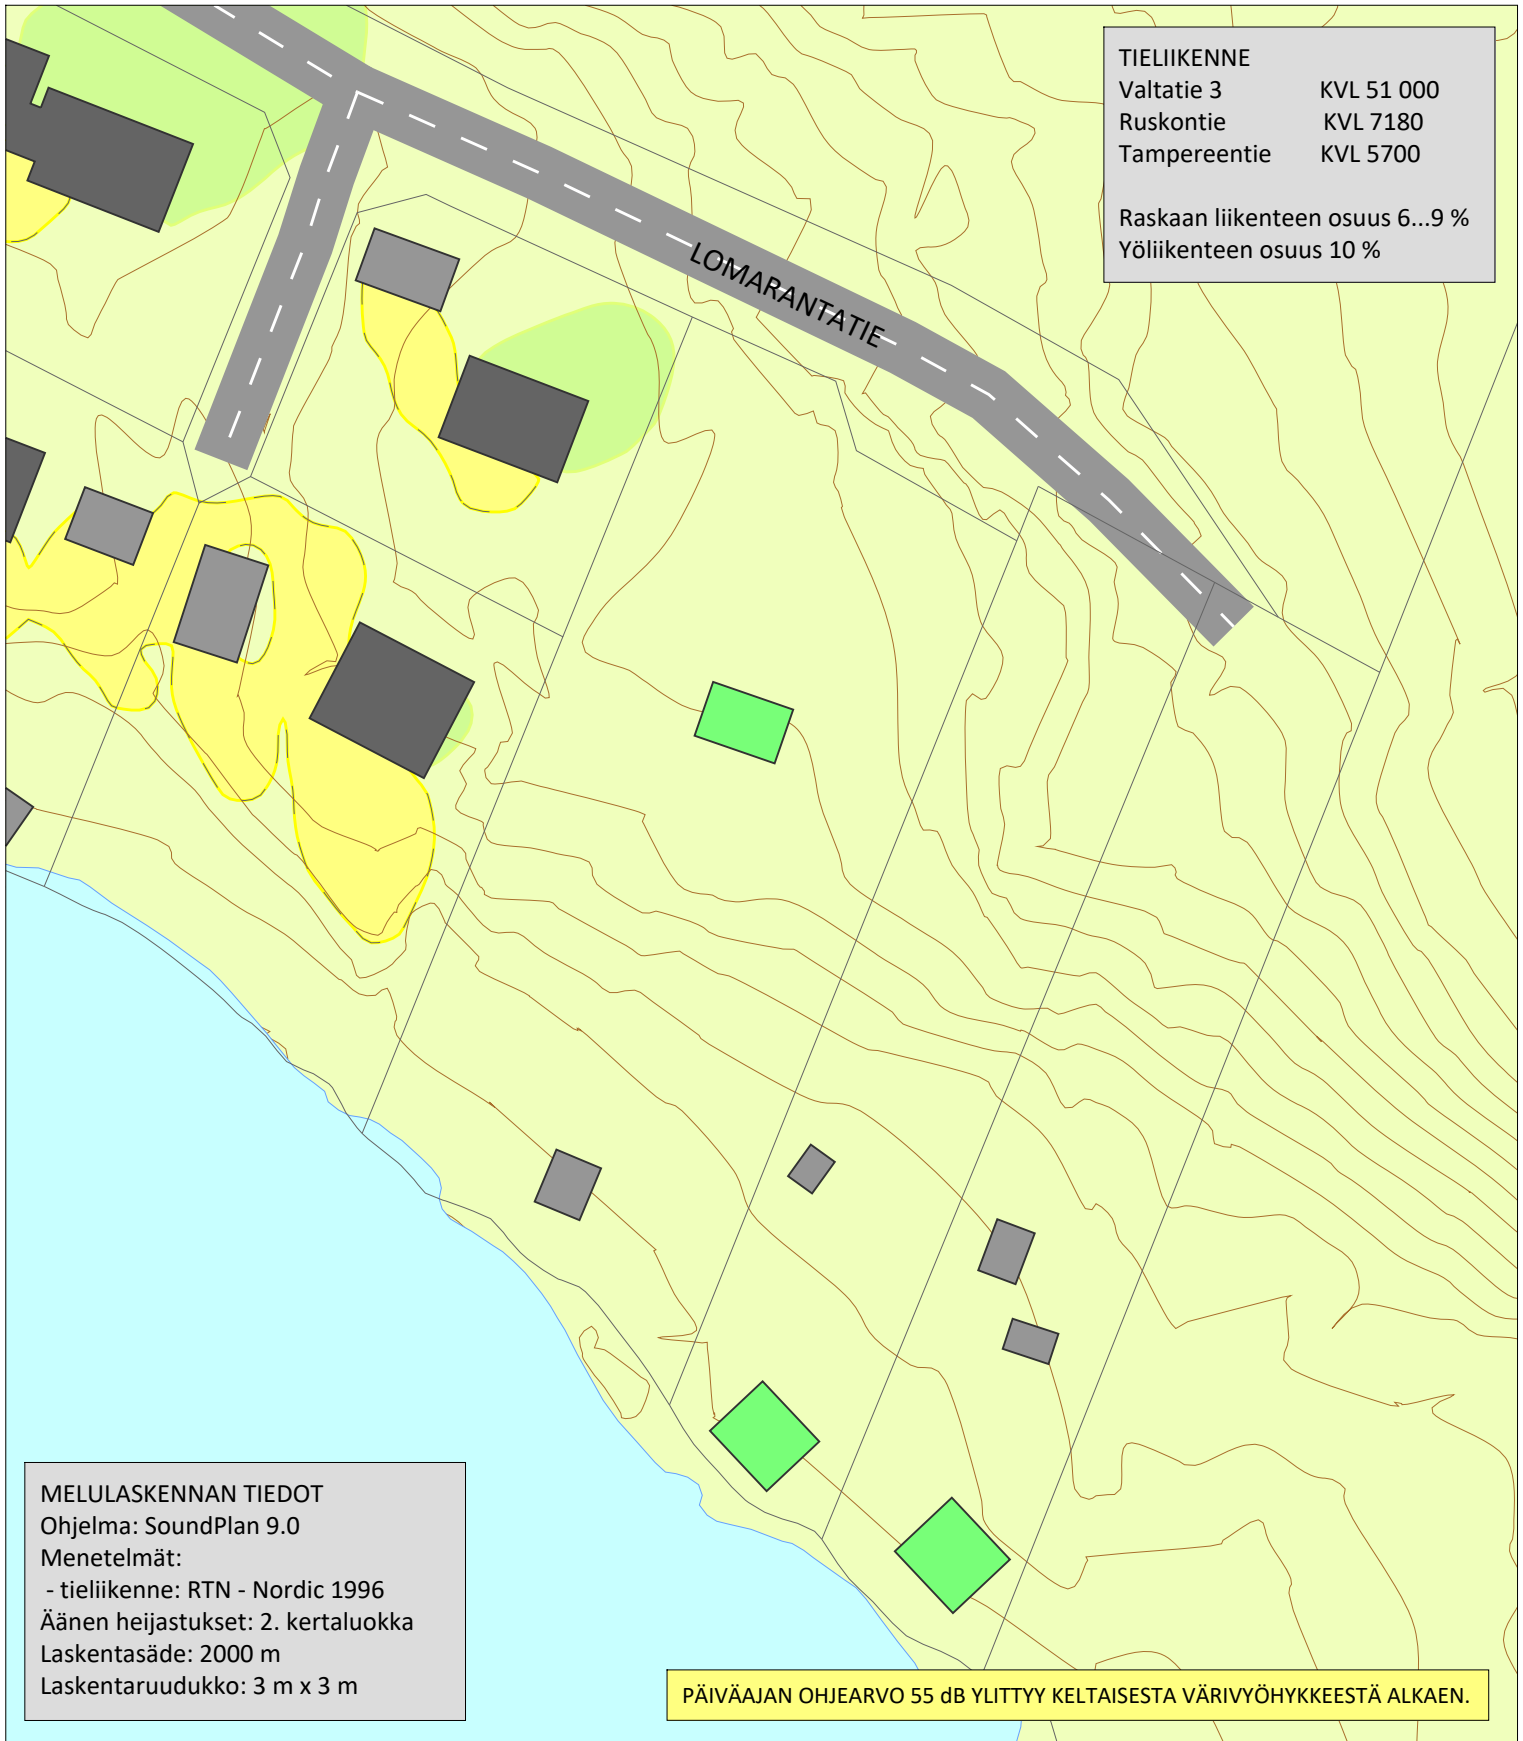 TIELIIKENNE
Valtatie 3 KVL 51 000
Ruskontie KVL 7180
Tampereentie KVL 5700
Raskaan liikenteen osuus 6...9 %
Yöliikenteen osuus 10 %
LOMARANTATIE
MELULASKENNAN TIEDOT
Ohjelma: SoundPlan 9.0
Menetelmät:
- tieliikenne: RTN - Nordic 1996
Äänen heijastukset: 2. kertaluokka
Laskentasäde: 2000 m
Laskentaruudukko: 3 m x 3 m
PÄIVÄAJAN OHJEARVO 55 dB YLITTYY KELTAISESTA VÄRIVYÖHYKKEESTÄ ALKAEN.